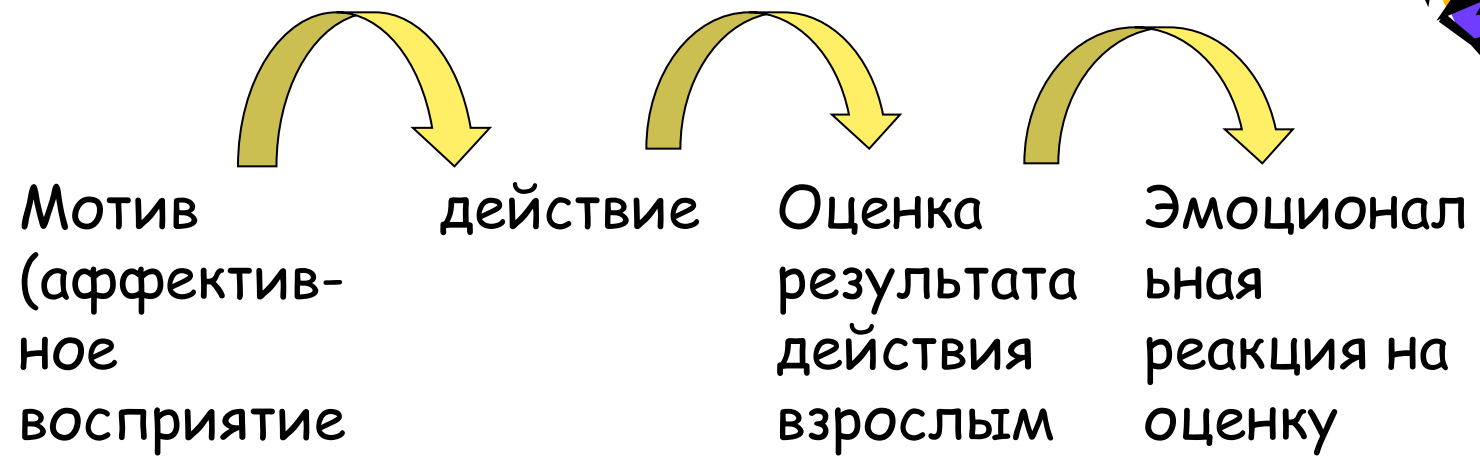 Мотив
(аффектив-
ное
восприятие
действие
Оценка
результата
действия
взрослым
Эмоционал
ьная
реакция на
оценку